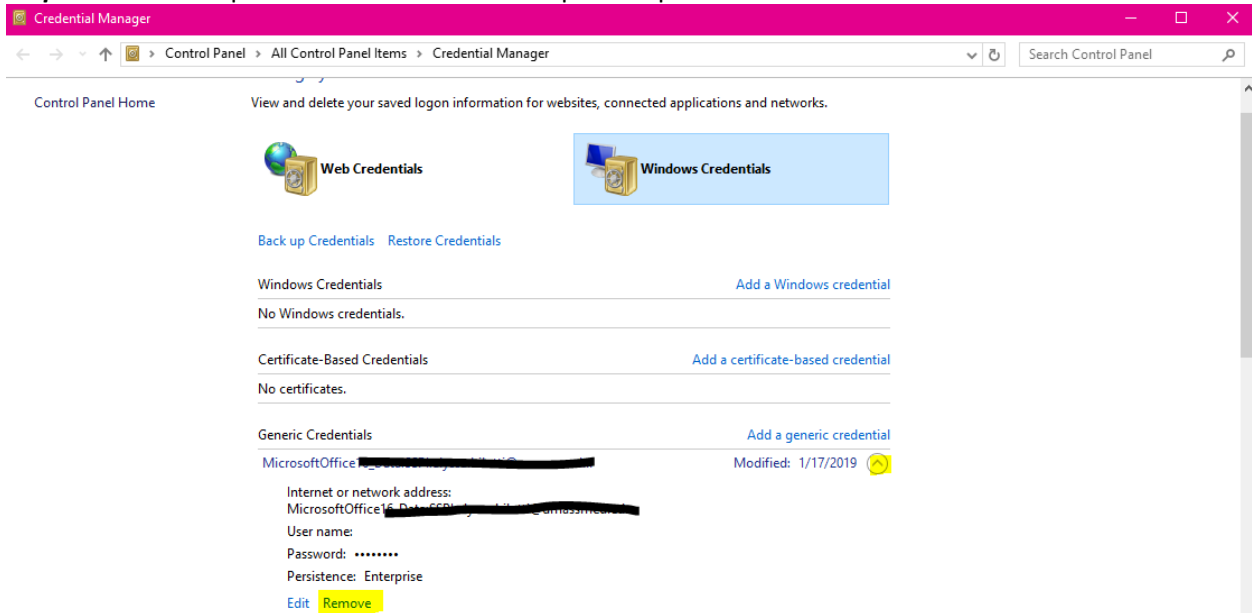 Credential Manager
Control Panel > All Control Panel Items > Credential Manager
Search Control Panel
Control Panel Home
View and delete your saved logon information for websites, connected applications and networks.
Web Credentials
Windows Credentials
Back up Credentials Restore Credentials
Windows Credentials Add a Windows credential
No Windows credentials.
Certificate-Based Credentials Add a certificate-based credential
No certificates.
Generic Credentials Add a generic credential
Modified: 1/17/2019
Internet or network address:
User name:
Password: ••••••••
Persistence: Enterprise
Edit Remove